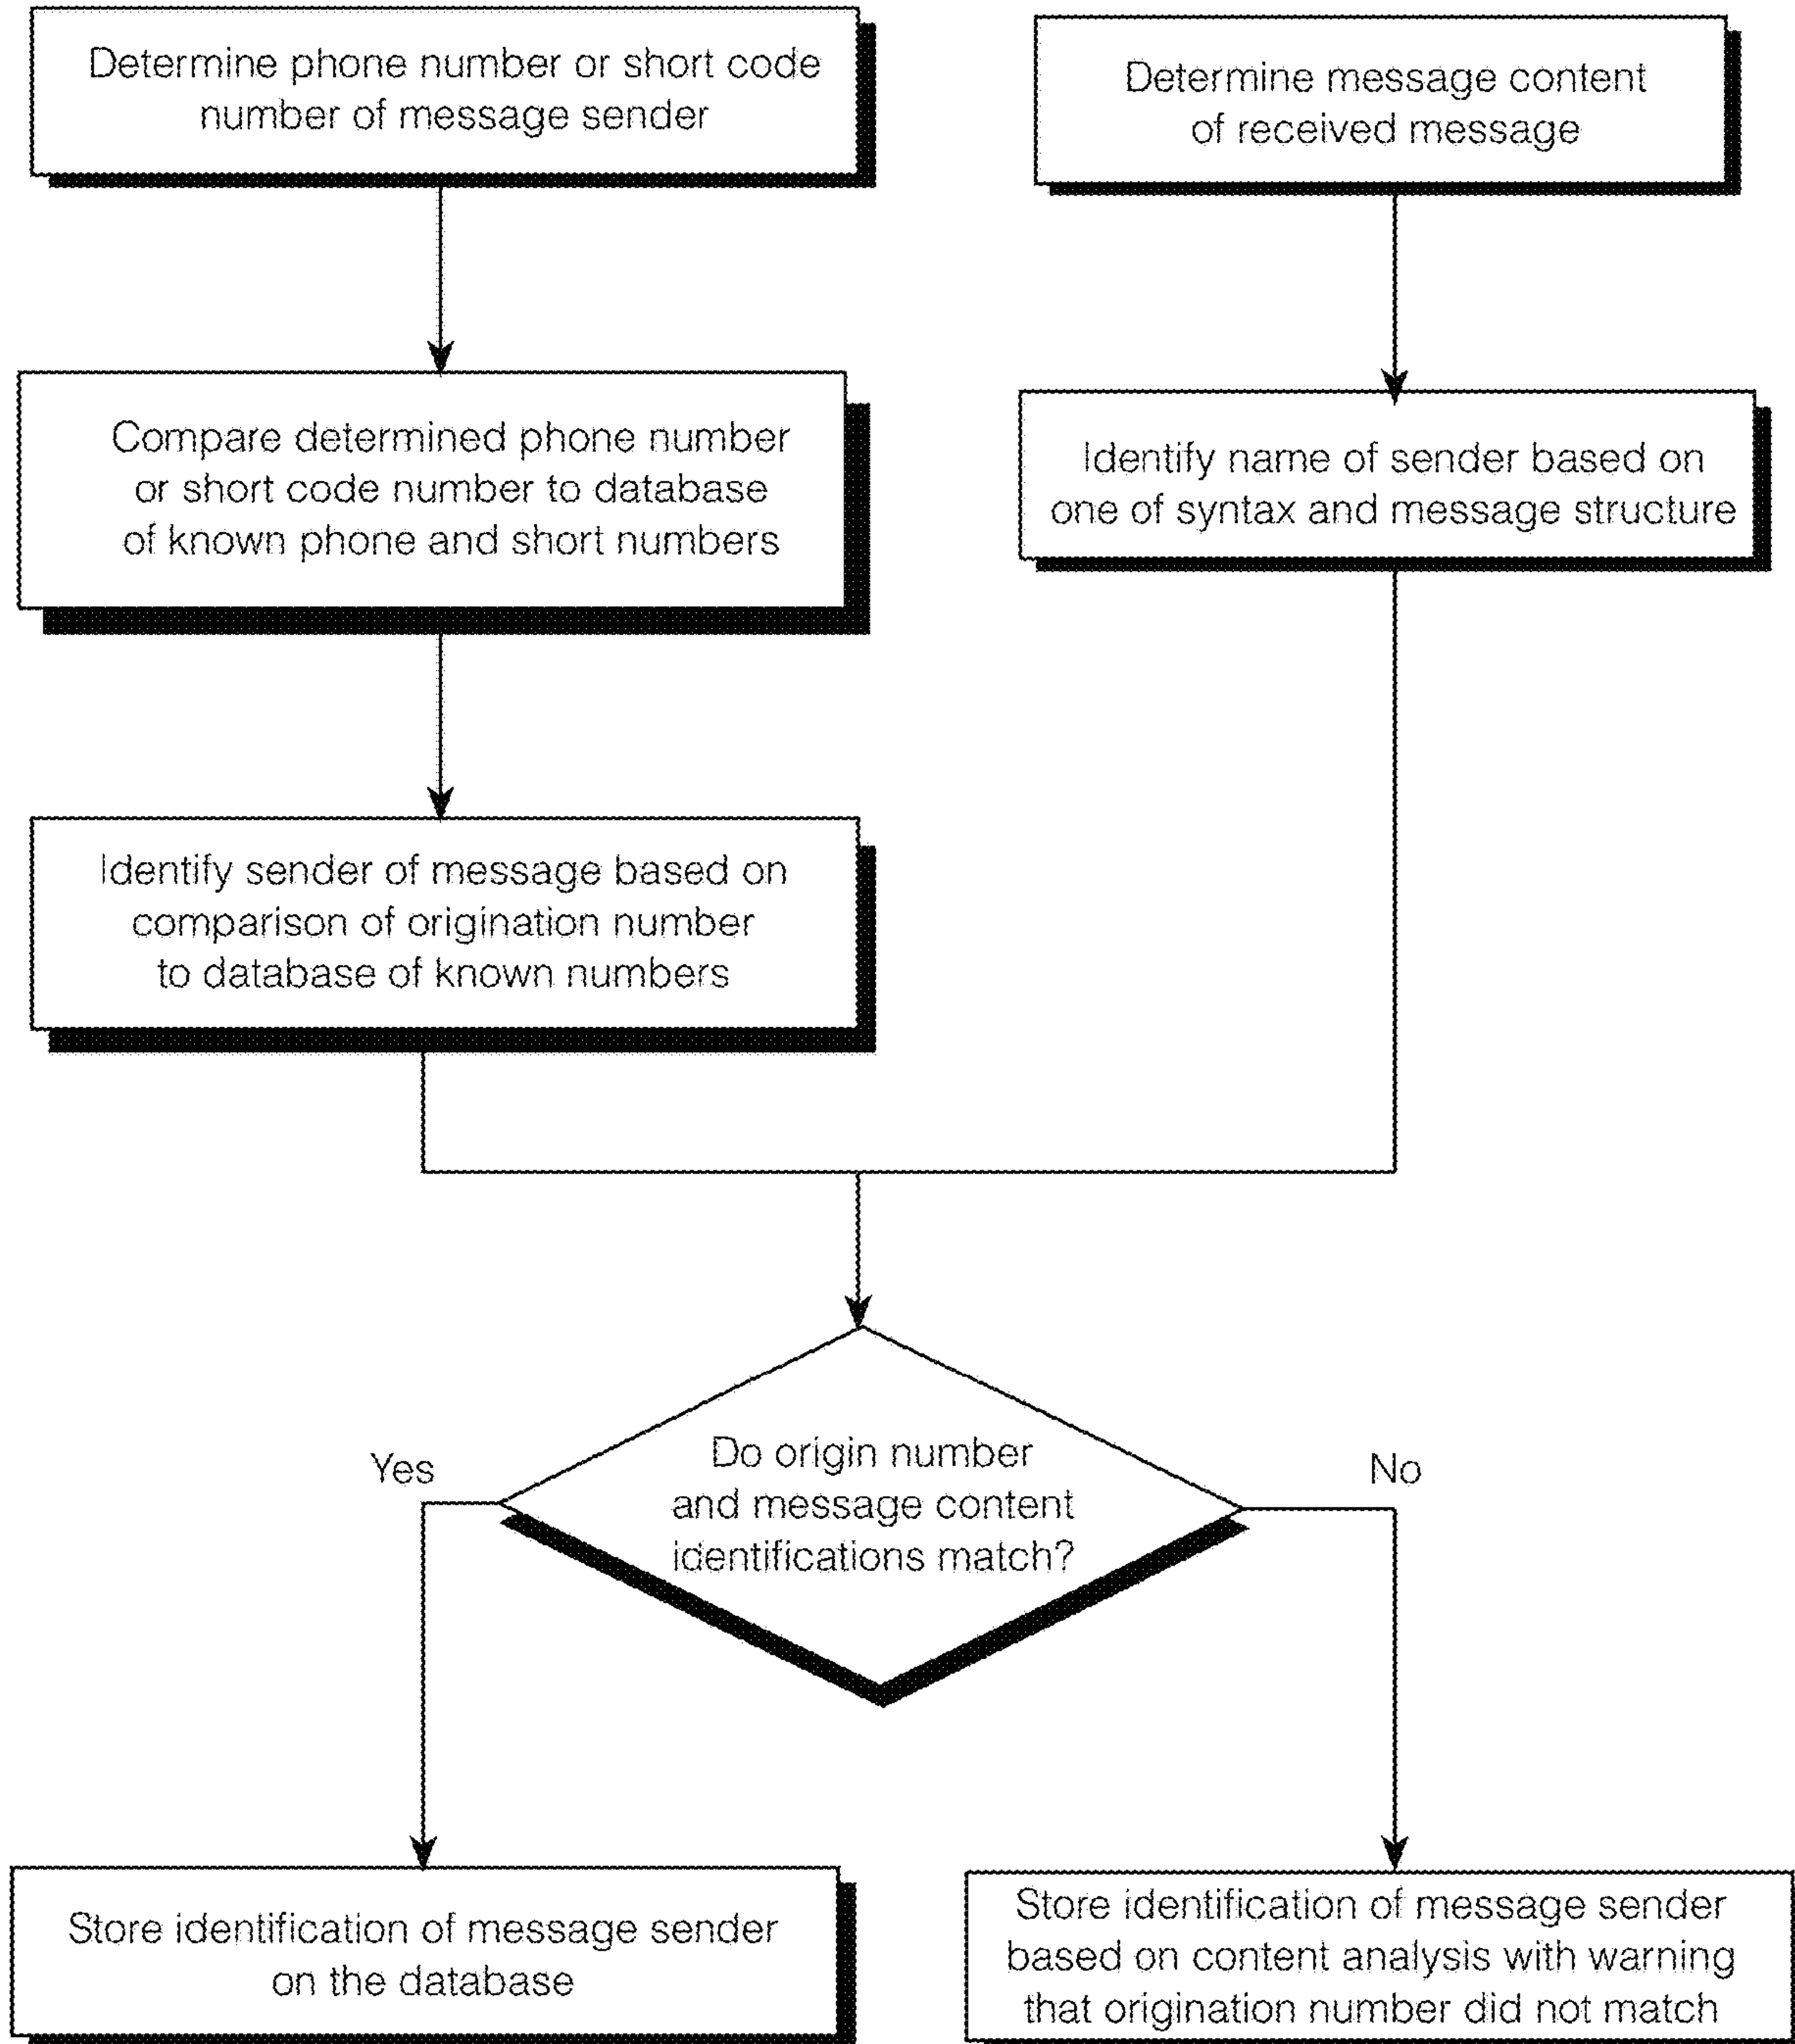 Determine phone number or short code
number of message sender
Determine message content
of received message
Compare determined phone number
or short code number to database
of known phone and short numbers
Identify name of sender based on
one of syntax and message structure
Identify sender of message based on
comparison of origination number
to database of known numbers
Do origin number
and message content
identifications match?
Yes
No
Store identification of message sender
on the database
Store identification of message sender
based on content analysis with warning
that origination number did not match